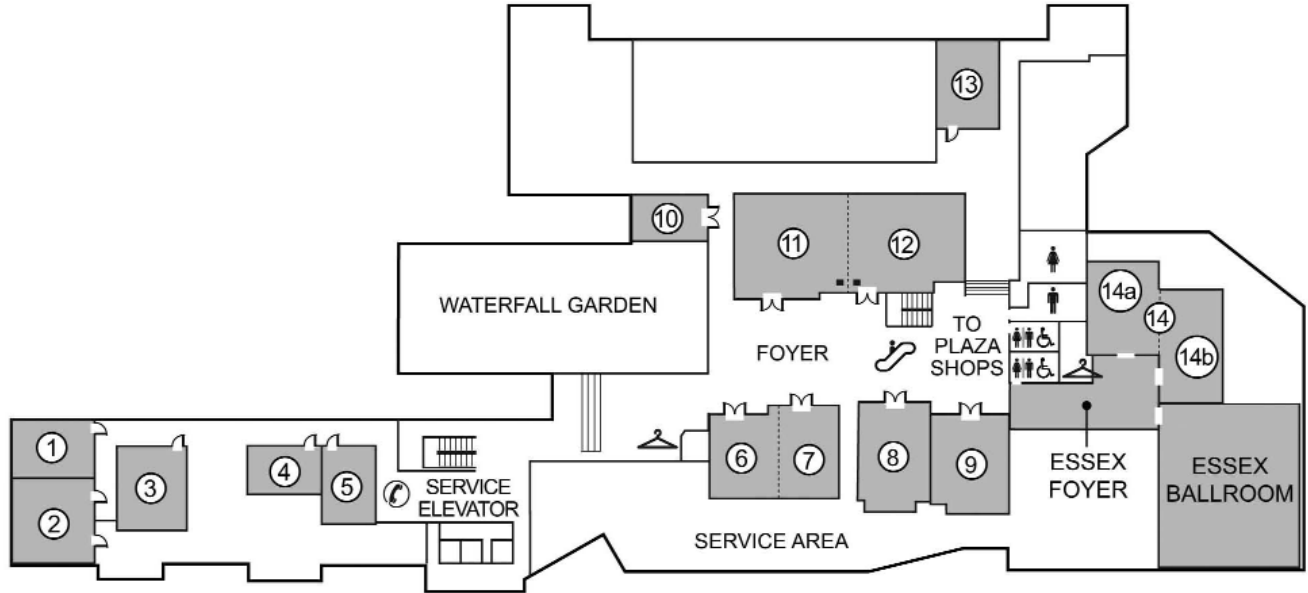 13
10
11
12
WATERFALL GARDEN
14a
14
14b
TO
PLAZA
SHOPS
FOYER
1
2
3
4
5
6
7
8
9
SERVICE
ELEVATOR
ESSEX
FOYER
ESSEX
BALLROOM
SERVICE AREA